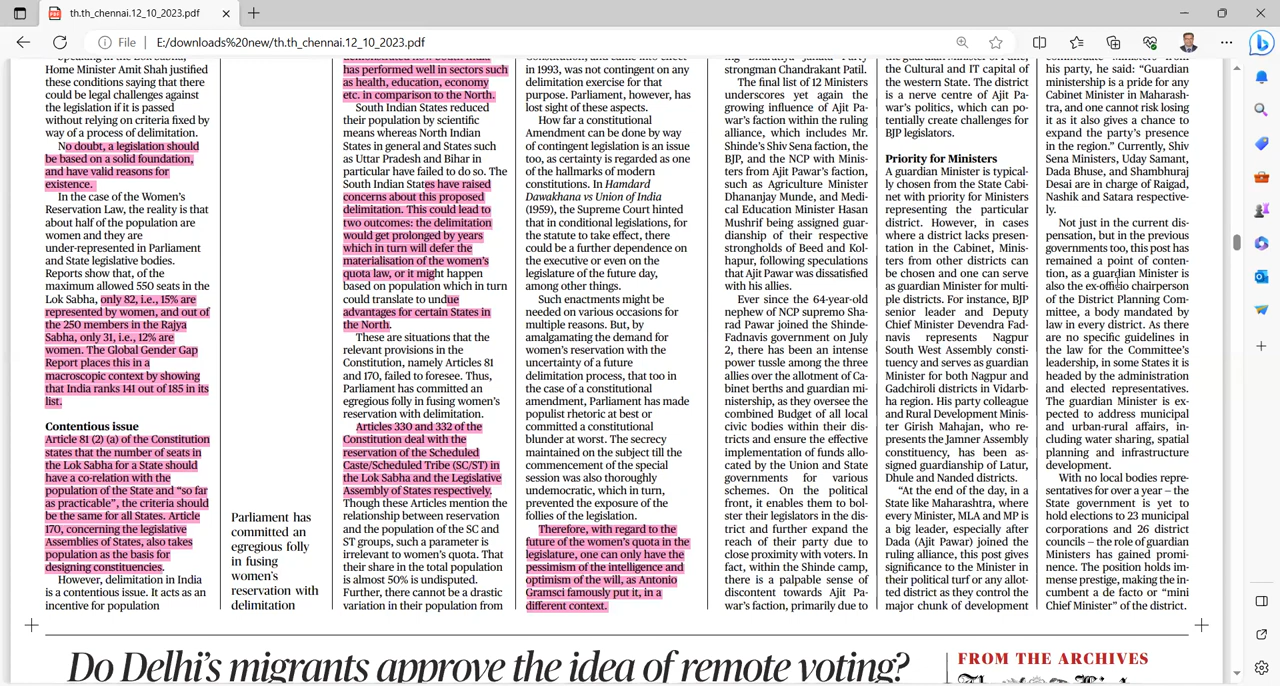 th.th_chennai.12_10_2023.pdf
File
E:/downloads%20new/th.th_chennai.12_10_2023.pdf
Home Minister Amit Shah justified
these conditions saying that there
could be legal challenges against
the legislation if it is passed
without relying on criteria fixed by
way of a process of delimitation.
No doubt, a legislation should
be based on a solid foundation,
and have valid reasons for
existence.
In the case of the Women's
Reservation Law, the reality is that
about half of the population are
women and they are
under-represented in Parliament
and State legislative bodies.
Reports show that, of the
maximum allowed 550 seats in the
Lok Sabha, only 82, i.e., 15% are
represented by women, and out of
the 250 members in the Rajya
Sabha, only 31, i.e., 12% are
women. The Global Gender Gap
Report places this in a
macroscopic context by showing
that India ranks 141 out of 185 in its
list.
Contentious issue
Article 81 (2) (a) of the Constitution
states that the number of seats in
the Lok Sabha for a State should
have a co-relation with the
population of the State and “so far
as practicable”, the criteria should
be the same for all States. Article
170, concerning the legislative
Assemblies of States, also takes
population as the basis for
designing constituencies.
However, delimitation in India
is a contentious issue. It acts as an
incentive for population
Parliament has
committed an
egregious folly
in fusing
women's
reservation with
delimitation
demonstrated how South India
has performed well in sectors such
as health, education, economy
etc. in comparison to the North.
South Indian States reduced
their population by scientific
means whereas North Indian
States in general and States such
as Uttar Pradesh and Bihar in
particular have failed to do so. The
South Indian States have raised
concerns about this proposed
delimitation. This could lead to
two outcomes: the delimitation
would get prolonged by years
which in turn will defer the
materialisation of the women's
quota law, or it might happen
based on population which in turn
could translate to undue
advantages for certain States in
the North.
These are situations that the
relevant provisions in the
Constitution, namely Articles 81
and 170, failed to foresee. Thus,
Parliament has committed an
egregious folly in fusing women's
reservation with delimitation.
Articles 330 and 332 of the
Constitution deal with the
reservation of the Scheduled
Caste/Scheduled Tribe (SC/ST) in
the Lok Sabha and the Legislative
Assembly of States respectively.
Though these Articles mention the
relationship between reservation
and the population of the SC and
ST groups, such a parameter is
irrelevant to women's quota. That
their share in the total population
is almost 50% is undisputed.
Further, there cannot be a drastic
variation in their population from
in 1993, was not contingent on any
delimitation exercise for that
purpose. Parliament, however, has
lost sight of these aspects.
How far a constitutional
Amendment can be done by way
of contingent legislation is an issue
too, as certainty is regarded as one
of the hallmarks of modern
constitutions. In Hamdard
Dawakhana vs Union of India
(1959), the Supreme Court hinted
that in conditional legislations, for
the statute to take effect, there
could be a further dependence on
the executive or even on the
legislature of the future day,
among other things.
Such enactments might be
needed on various occasions for
multiple reasons. But, by
amalgamating the demand for
women's reservation with the
uncertainty of a future
delimitation process, that too in
the case of a constitutional
amendment, Parliament has made
populist rhetoric at best or
committed a constitutional
blunder at worst. The secrecy
maintained on the subject till the
commencement of the special
session was also thoroughly
undemocratic, which in turn,
prevented the exposure of the
follies of the legislation.
Therefore, with regard to the
future of the women's quota in the
legislature, one can only have the
pessimism of the intelligence and
optimism of the will, as Antonio
Gramsci famously put it, in a
different context.
strongman Chandrakant Patil.
The final list of 12 Ministers
underscores yet again the
growing influence of Ajit Pa-
war's faction within the ruling
alliance, which includes Mr.
Shinde's Shiv Sena faction, the
BJP, and the NCP with Minis-
ters from Ajit Pawar's faction,
such as Agriculture Minister
Dhananjay Munde, and Med-
ical Education Minister Hasan
Mushrif being assigned guar-
dianship of their respective
strongholds of Beed and Kol-
hapur, following speculations
that Ajit Pawar was dissatisfied
with his allies.
Ever since the 64-year-old
nephew of NCP supremo Sha-
rad Pawar joined the Shinde-
Fadnavis government on July
2, there has been an intense
power tussle among the three
allies over the allotment of Ca-
binet berths and guardian mi-
nistership, as they oversee the
combined Budget of all local
civic bodies within their dis-
tricts and ensure the effective
implementation of funds allo-
cated by the Union and State
governments for various
schemes. On the political
front, it enables them to bol-
ster their legislators in the dis-
trict and further expand the
reach of their party due to
close proximity with voters. In
fact, within the Shinde camp,
there is a palpable sense of
discontent towards Ajit Pa-
war's faction, primarily due to
the Cultural and IT capital of
the western State. The district
is a nerve centre of Ajit Pa-
war's politics, which can po-
tentially create challenges for
BJP legislators.
Priority for Ministers
A guardian Minister is typical-
ly chosen from the State Cabi-
net with priority for Ministers
representing the particular
district. However, in cases
where a district lacks presen-
tation in the Cabinet, Minis-
ters from other districts can
be chosen and one can serve
as guardian Minister for multi-
ple districts. For instance, BJP
senior leader and Deputy
Chief Minister Devendra Fad-
navis represents Nagpur
South West Assembly consti-
tuency and serves as guardian
Minister for both Nagpur and
Gadchiroli districts in Vidarb-
ha region. His party colleague
and Rural Development Minis-
ter Girish Mahajan, who re-
presents the Jamner Assembly
constituency, has been as-
signed guardianship of Latur,
Dhule and Nanded districts.
“At the end of the day, in a
State like Maharashtra, where
every Minister, MLA and MP is
a big leader, especially after
Dada (Ajit Pawar) joined the
ruling alliance, this post gives
significance to the Minister in
their political turf or any allot-
ted district as they control the
major chunk of development
his party, he said: “Guardian
ministership is a pride for any
Cabinet Minister in Maharash-
tra, and one cannot risk losing
it as it also gives a chance to
expand the party's presence
in the region.” Currently, Shiv
Sena Ministers, Uday Samant,
Dada Bhuse, and Shambhuraj
Desai are in charge of Raigad,
Nashik and Satara respective-
ly.
Not just in the current dis-
pensation, but in the previous
governments too, this post has
remained a point of conten-
tion, as a guardian Minister is
also the ex-officio chairperson
of the District Planning Com-
mittee, a body mandated by
law in every district. As there
are no specific guidelines in
the law for the Committee's
leadership, in some States it is
headed by the administration
and elected representatives.
The guardian Minister is ex-
pected to address municipal
and urban-rural affairs, in-
cluding water sharing, spatial
planning and infrastructure
development.
With no local bodies repre-
sentatives for over a year – the
State government is yet to
hold elections to 23 municipal
corporations and 26 district
councils – the role of guardian
Ministers has gained promi-
nence. The position holds im-
mense prestige, making the in-
cumbent a de facto or “mini
Chief Minister” of the district.
Do Delhi's migrants approve the idea of remote voting?
FROM THE ARCHIVES